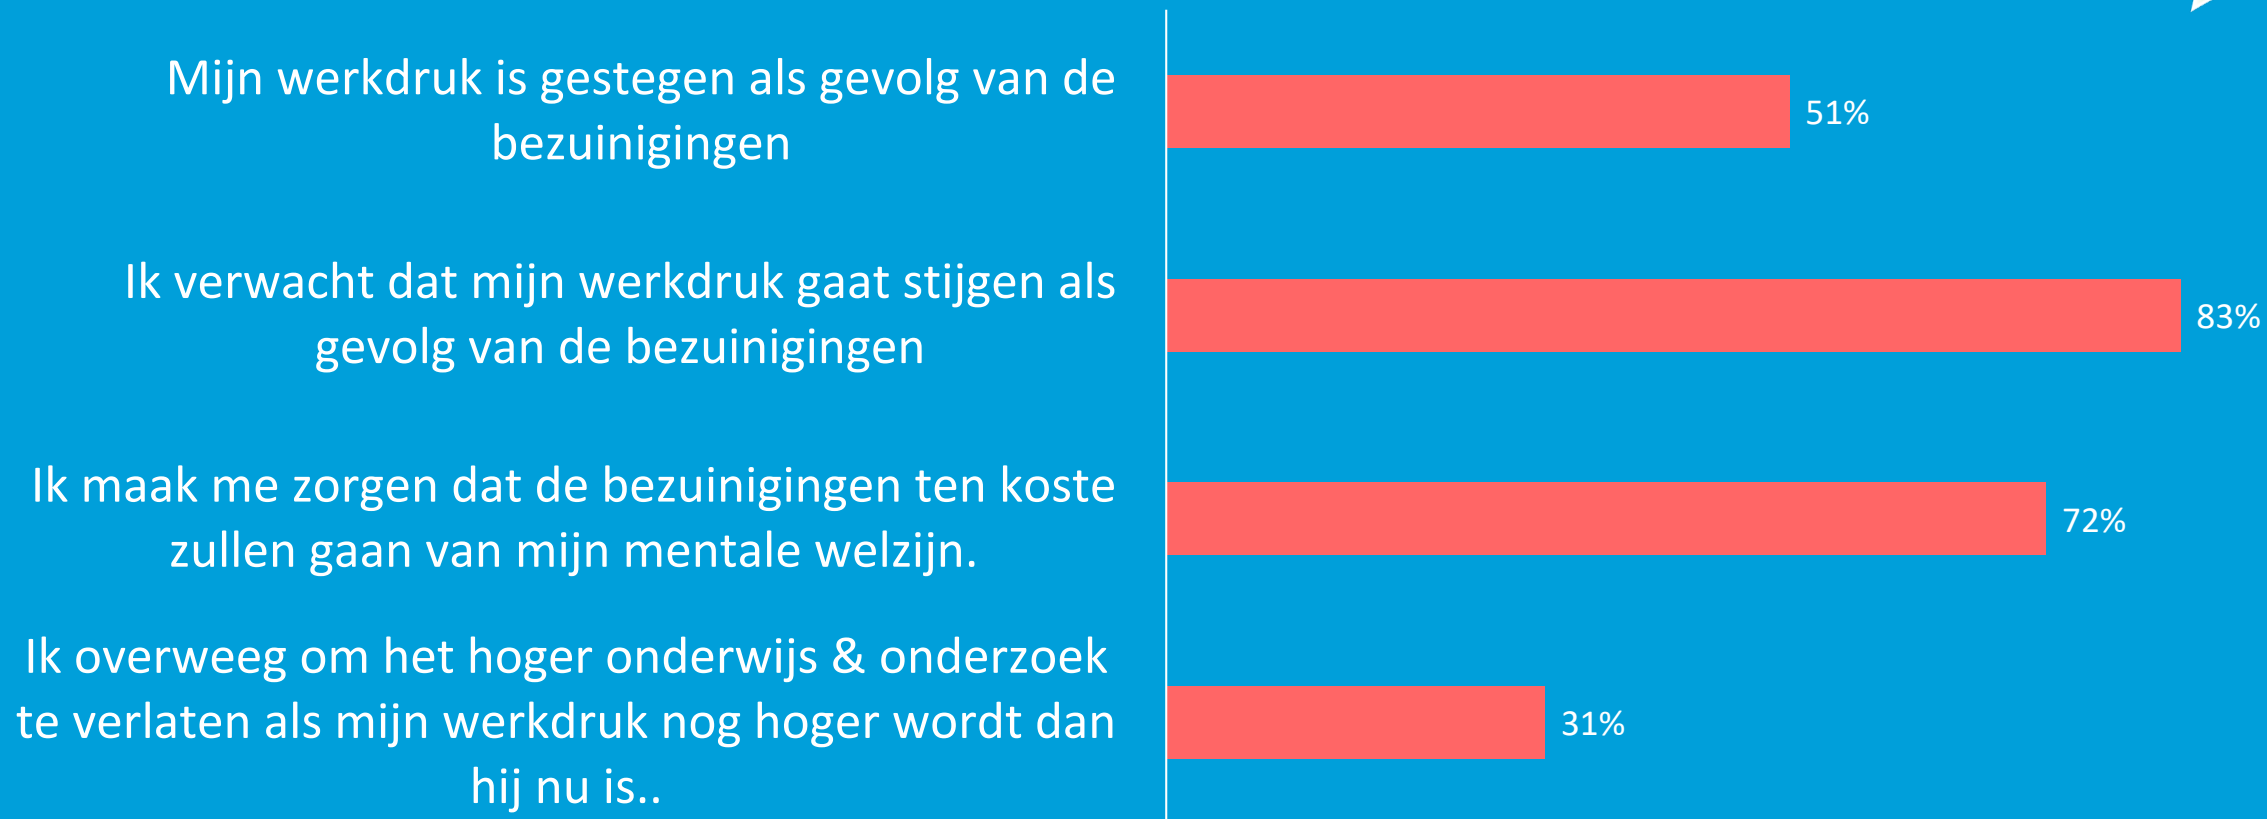 Mijn werkdruk is gestegen als gevolg van de
bezuinigingen
51%
Ik verwacht dat mijn werkdruk gaat stijgen als
gevolg van de bezuinigingen
83%
Ik maak me zorgen dat de bezuinigingen ten koste
zullen gaan van mijn mentale welzijn.
72%
Ik overweeg om het hoger onderwijs & onderzoek
te verlaten als mijn werkdruk nog hoger wordt dan
hij nu is..
31%